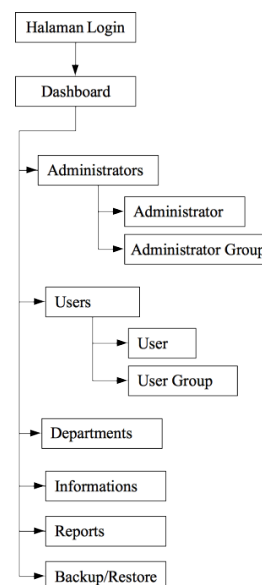 Halaman Login
Dashboard
Administrators
Administrator
Administrator Group
Users
User
User Group
Departments
Informations
Reports
Backup/Restore